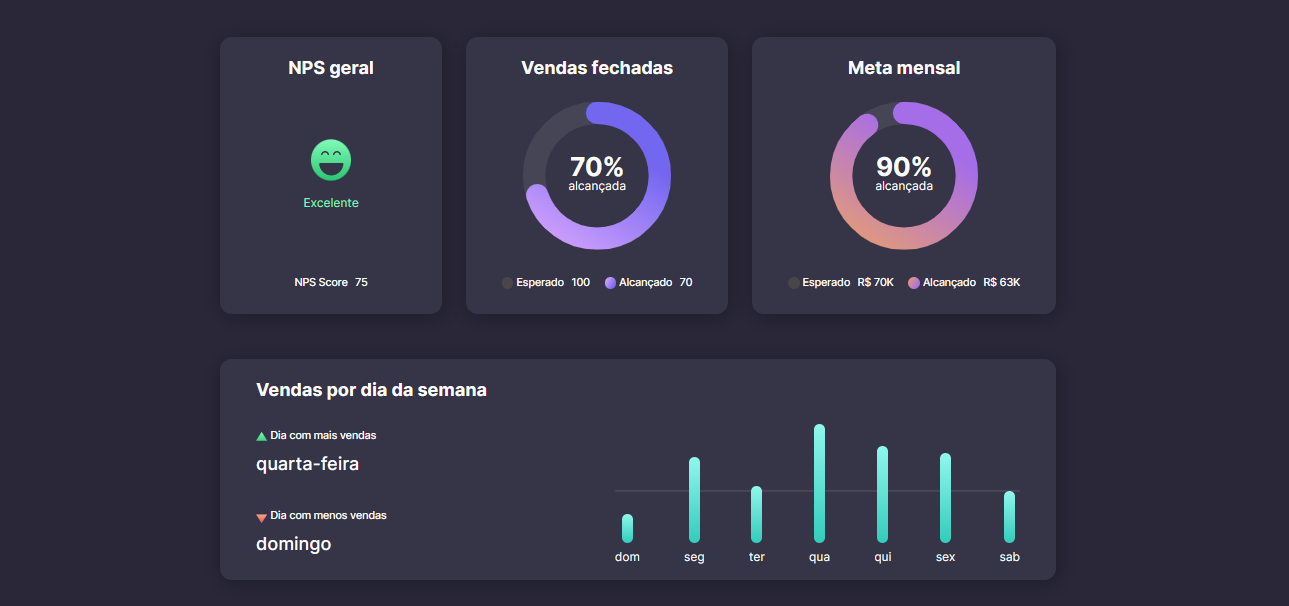 NPS geral
Excelente
NPS Score 75
Vendas fechadas
70%
alcançada
Esperado 100 Alcançado 70
Meta mensal
90%
alcançada
Esperado R$ 70K Alcançado R$ 63K
Vendas por dia da semana
Dia com mais vendas
quarta-feira
Dia com menos vendas
domingo
dom seg ter qua qui sex sab